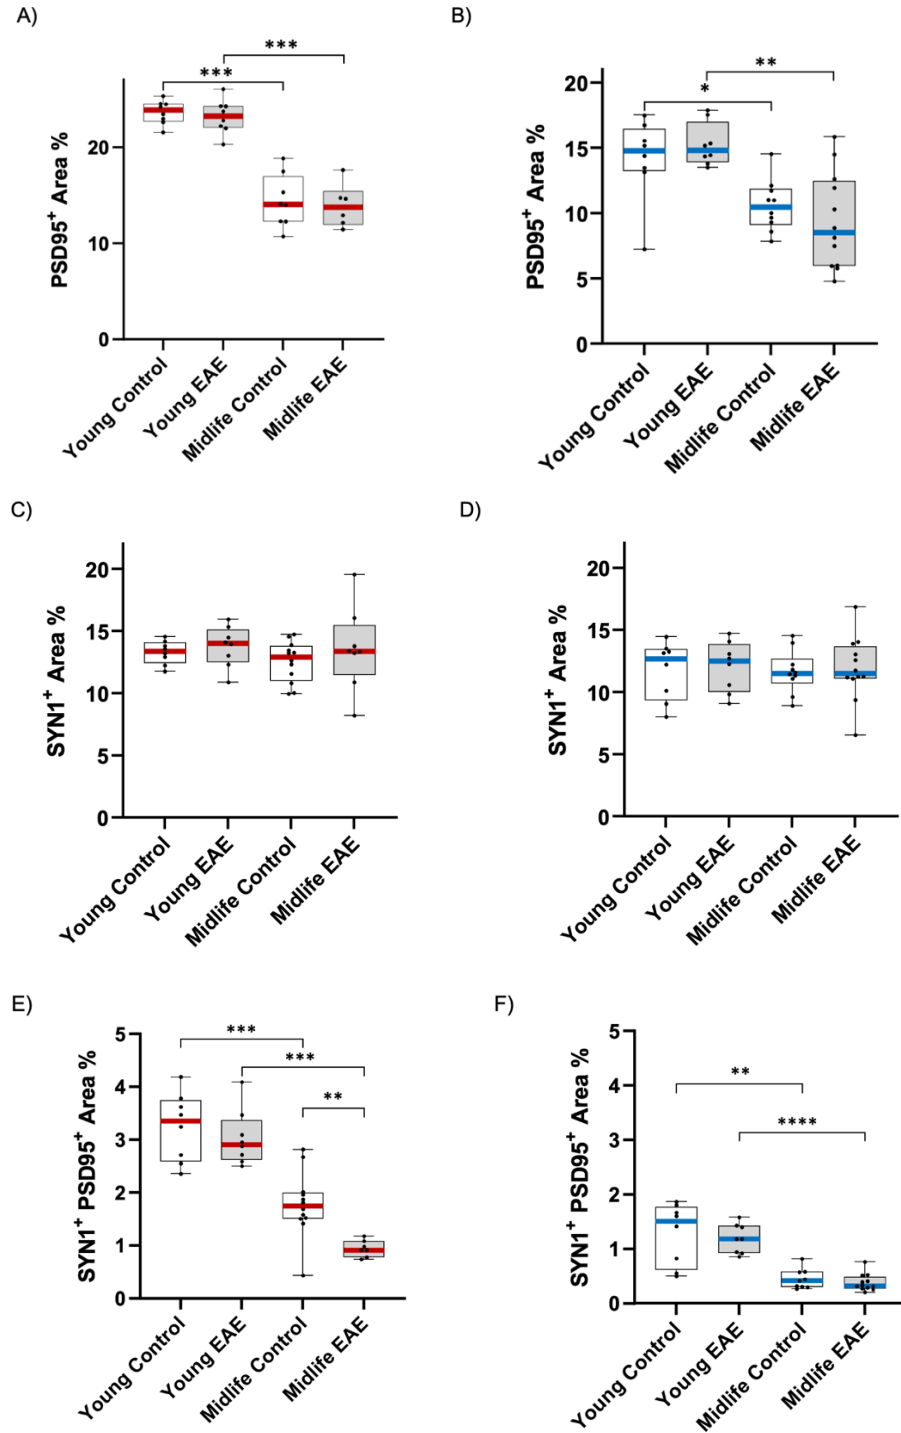 A)
PSD95⁺ Area %
20
10
0
***
***
Young Control
Young EAE
Midlife Control
Midlife EAE
B)
PSD95⁺ Area %
20
15
10
5
0
**
*
Young Control
Young EAE
Midlife Control
Midlife EAE
C)
SYN1⁺ Area %
20
15
10
5
0
Young Control
Young EAE
Midlife Control
Midlife EAE
D)
SYN1⁺ Area %
20
15
10
5
0
Young Control
Young EAE
Midlife Control
Midlife EAE
E)
SYN1⁺ PSD95⁺ Area %
5
4
3
2
1
0
***
***
**
Young Control
Young EAE
Midlife Control
Midlife EAE
F)
SYN1⁺ PSD95⁺ Area %
5
4
3
2
1
0
**
****
Young Control
Young EAE
Midlife Control
Midlife EAE